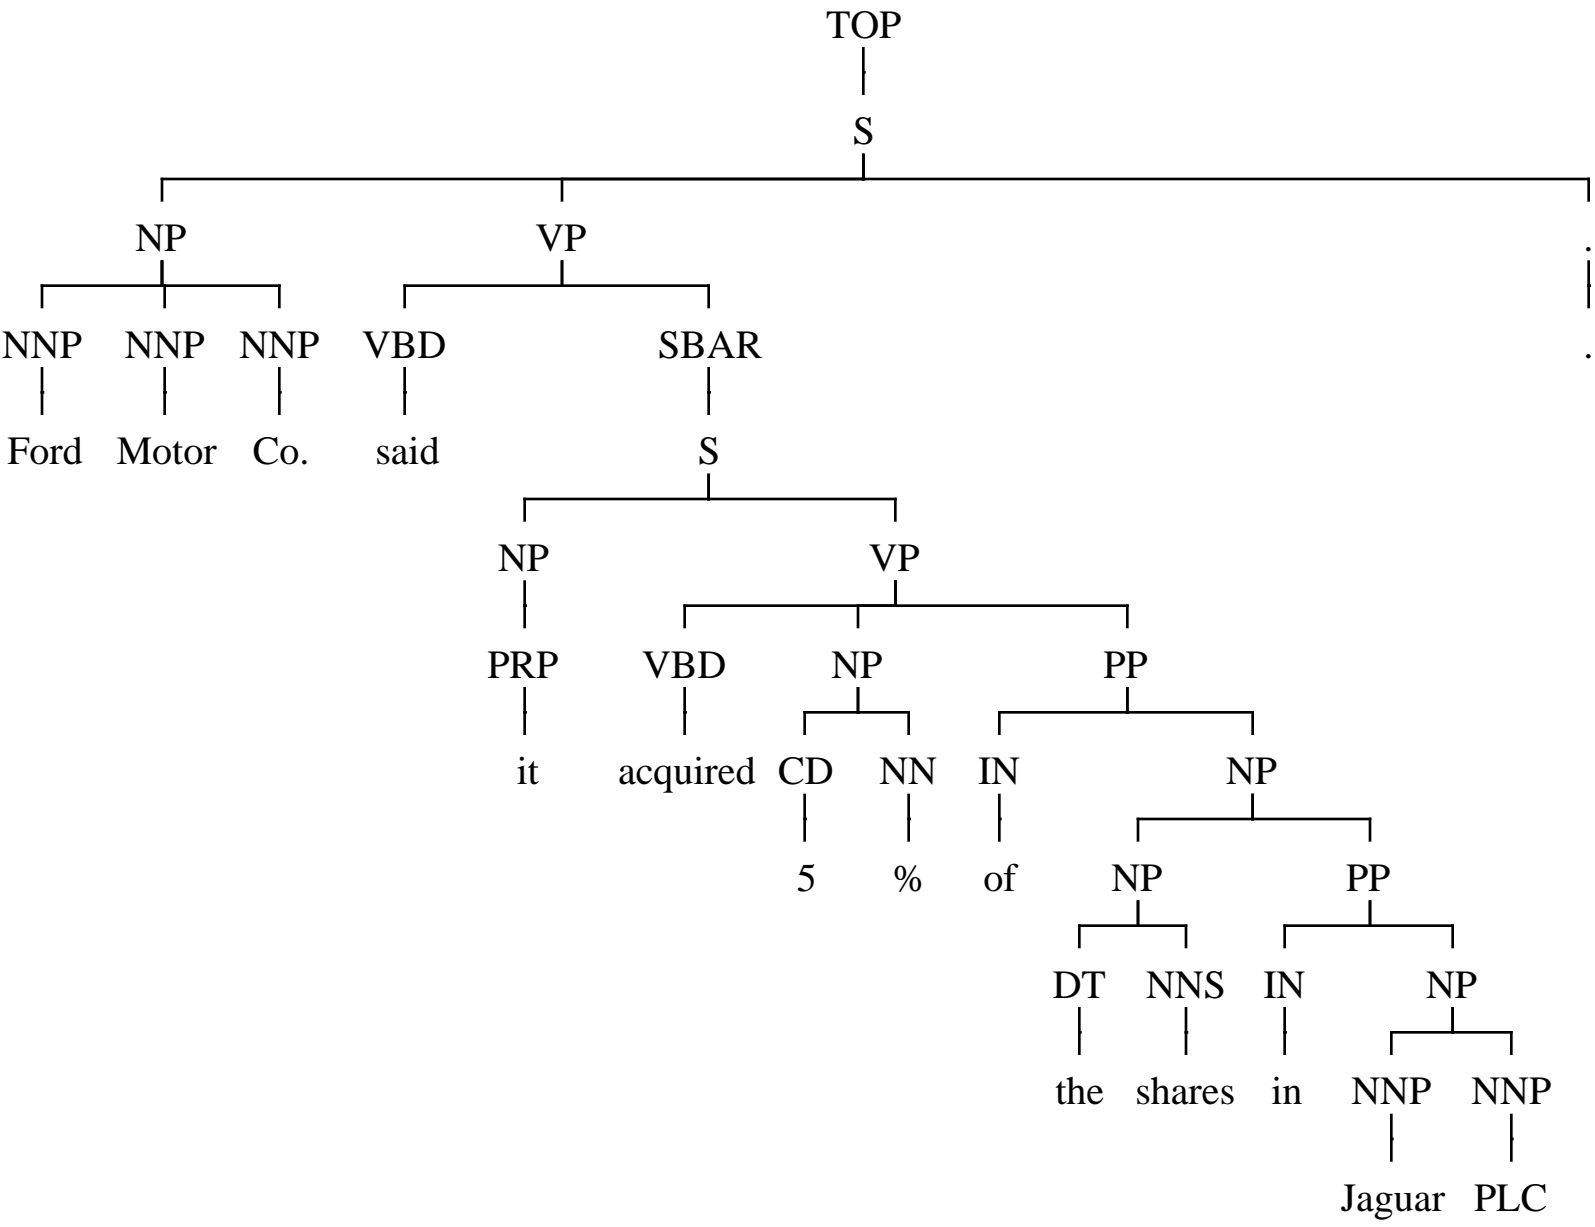 TOP
S
NP VP .
NNP NNP NNP VBD SBAR .
Ford Motor Co. said S
NP VP
PRP VBD NP PP
it acquired CD NN IN NP
5 % of NP PP
DT NNS IN NP
the shares in NNP NNP
Jaguar PLC